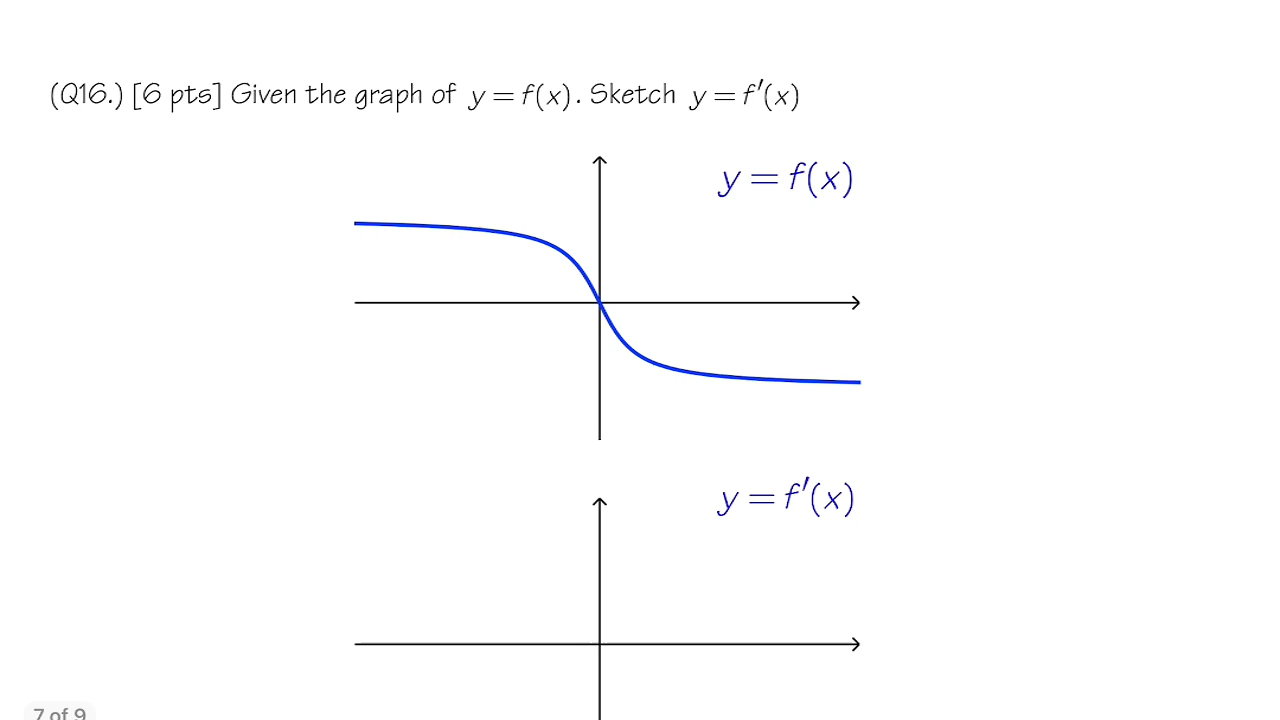 (Q16.) [6 pts] Given the graph of y = f(x). Sketch y = f′(x)
y = f(x)
y = f′(x)
7 of 9